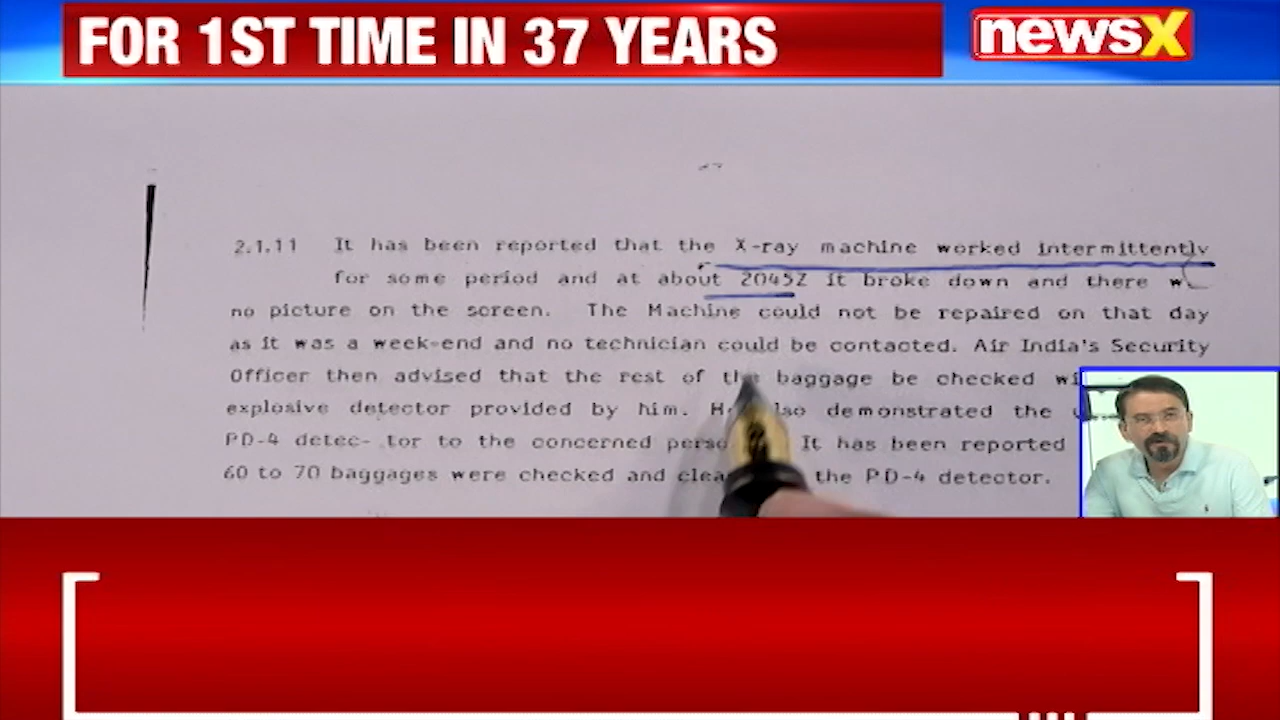 FOR 1ST TIME IN 37 YEARS
newsX
2.1.11 It has been reported that the X-ray machine worked intermittently
for some period and at about 2045Z it broke down and there
no picture on the screen. The Machine could not be repaired on that day
as it was a week-end and no technician could be contacted. Air India's Security
Officer then advised that the rest of the baggage be checked
explosive detector provided by him. demonstrated the
PD-4 detec- tor to the concerned It has been reported
60 to 70 baggages were checked and the PD-4 detector.